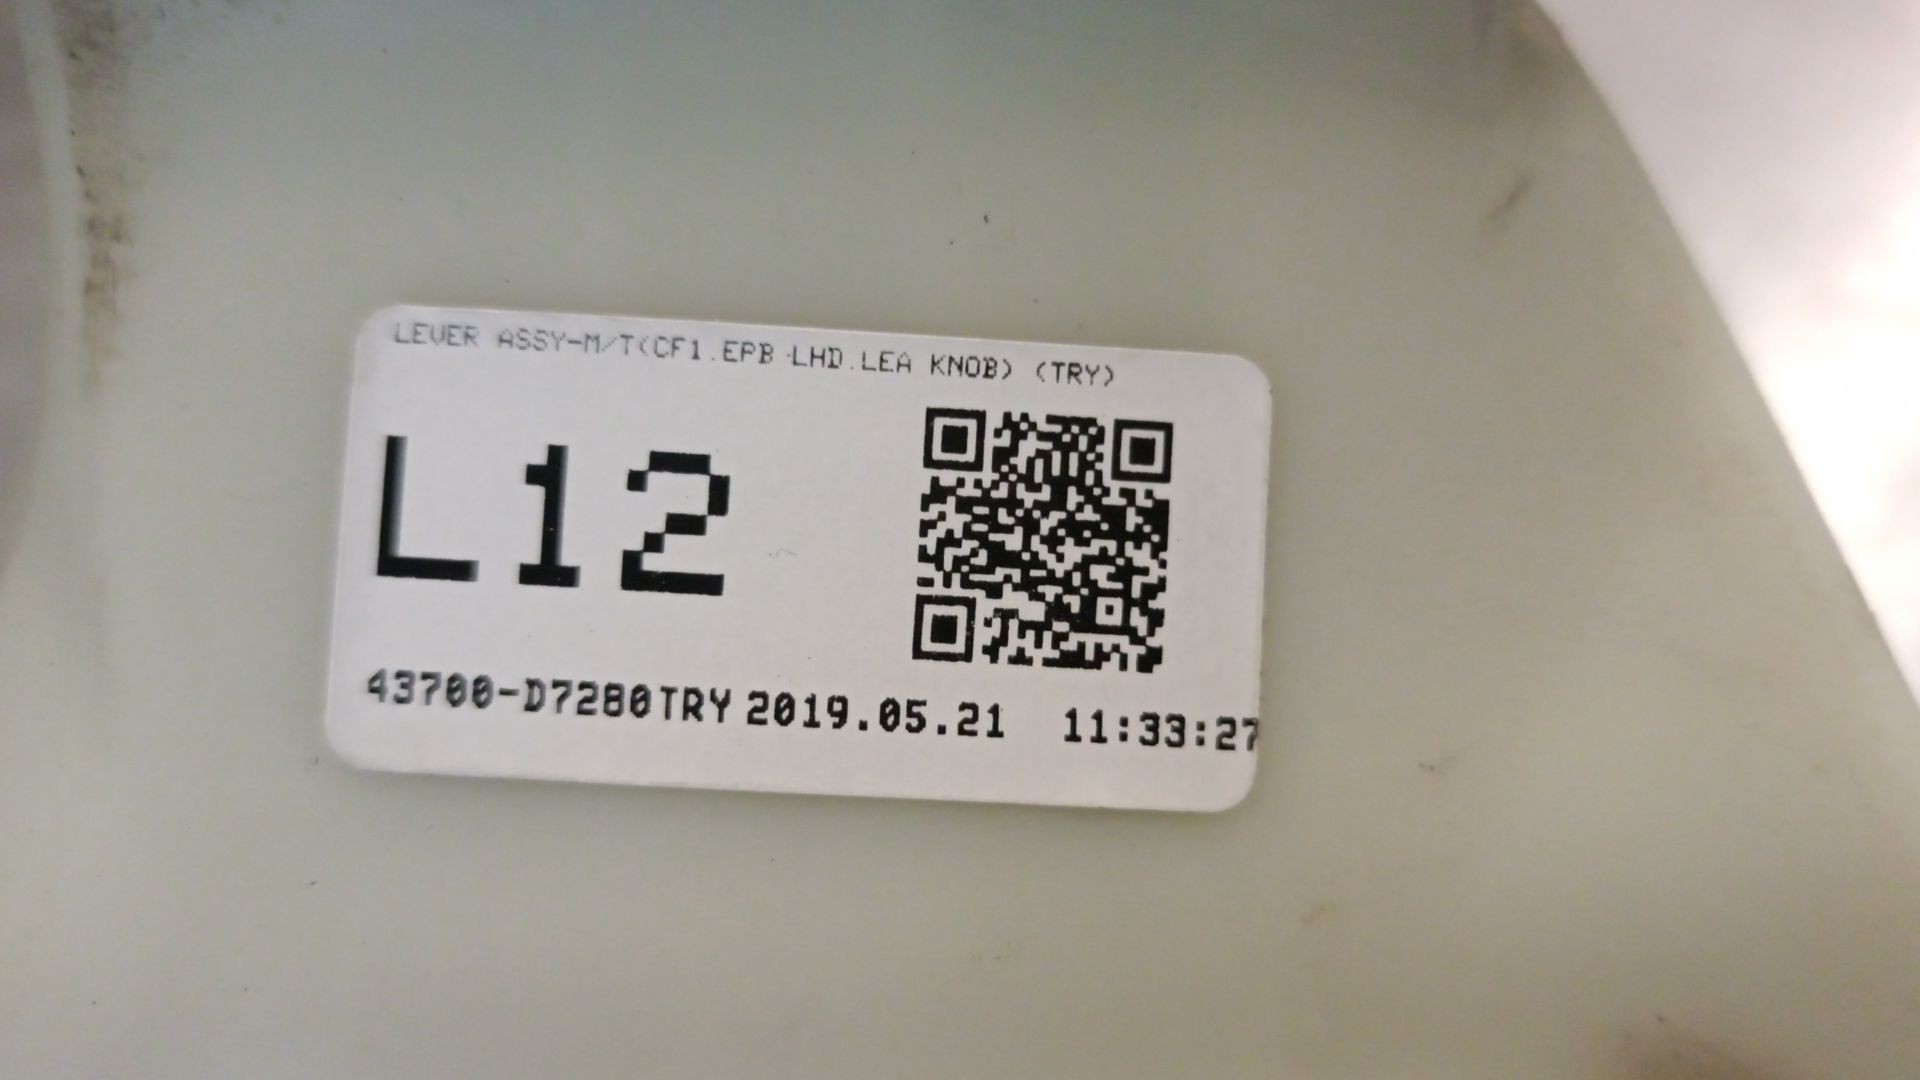 LEVER ASSY-M/T(CF1.EPB LHD.LEA KNOB) (TRY)
L12
43700-D7280TRY 2019.05.21 11:33:27